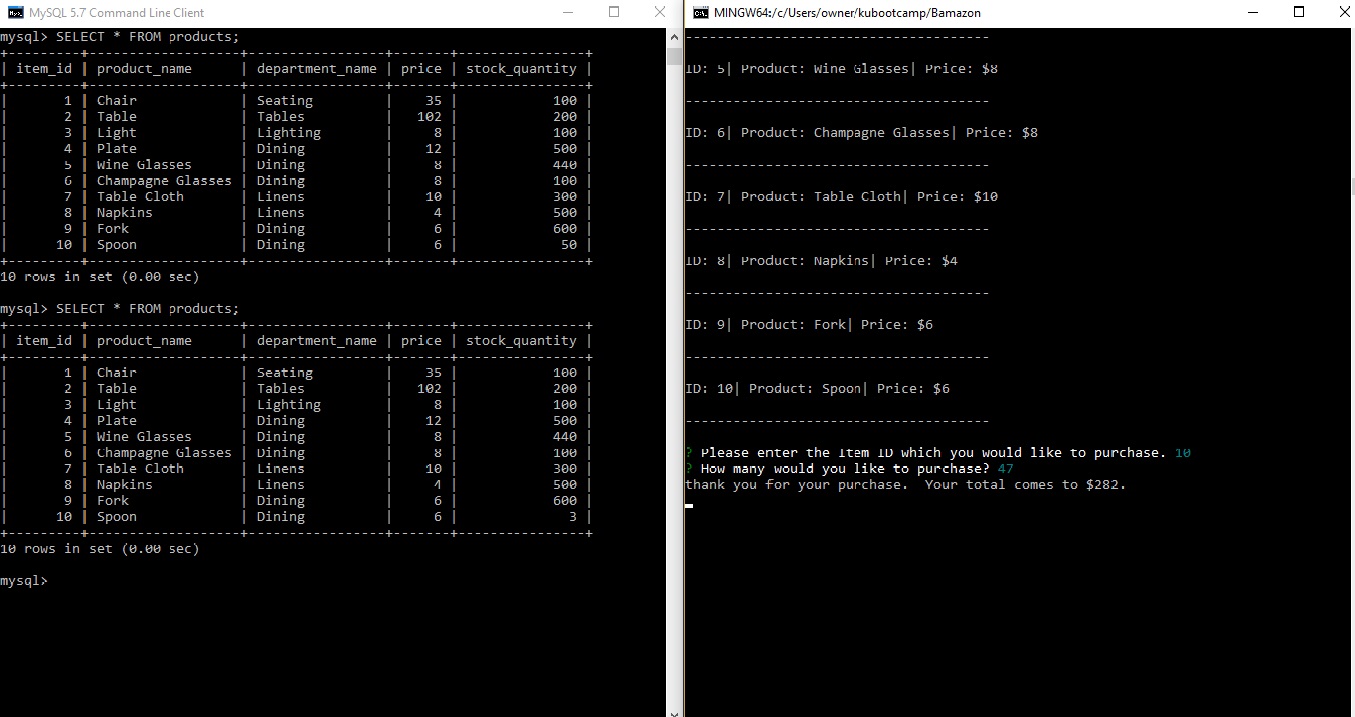 MySQL 5.7 Command Line Client
mysql> SELECT * FROM products;
+---------+-------------------+-----------------+-------+----------------+
| item_id | product_name      | department_name | price | stock_quantity |
+---------+-------------------+-----------------+-------+----------------+
|       1 | Chair             | Seating         |    35 |            100 |
|       2 | Table             | Tables          |   102 |            200 |
|       3 | Light             | Lighting        |     8 |            100 |
|       4 | Plate             | Dining          |    12 |            500 |
|       5 | Wine Glasses      | Dining          |     8 |            440 |
|       6 | Champagne Glasses | Dining          |     8 |            100 |
|       7 | Table Cloth       | Linens          |    10 |            300 |
|       8 | Napkins           | Linens          |     4 |            500 |
|       9 | Fork              | Dining          |     6 |            600 |
|      10 | Spoon             | Dining          |     6 |             50 |
+---------+-------------------+-----------------+-------+----------------+
10 rows in set (0.00 sec)
mysql> SELECT * FROM products;
+---------+-------------------+-----------------+-------+----------------+
| item_id | product_name      | department_name | price | stock_quantity |
+---------+-------------------+-----------------+-------+----------------+
|       1 | Chair             | Seating         |    35 |            100 |
|       2 | Table             | Tables          |   102 |            200 |
|       3 | Light             | Lighting        |     8 |            100 |
|       4 | Plate             | Dining          |    12 |            500 |
|       5 | Wine Glasses      | Dining          |     8 |            440 |
|       6 | Champagne Glasses | Dining          |     8 |            100 |
|       7 | Table Cloth       | Linens          |    10 |            300 |
|       8 | Napkins           | Linens          |     4 |            500 |
|       9 | Fork              | Dining          |     6 |            600 |
|      10 | Spoon             | Dining          |     6 |              3 |
+---------+-------------------+-----------------+-------+----------------+
10 rows in set (0.00 sec)
mysql>
MINGW64:/c/Users/owner/kubootcamp/Bamazon
--------------------------------------
ID: 5| Product: Wine Glasses| Price: $8
--------------------------------------
ID: 6| Product: Champagne Glasses| Price: $8
--------------------------------------
ID: 7| Product: Table Cloth| Price: $10
--------------------------------------
ID: 8| Product: Napkins| Price: $4
--------------------------------------
ID: 9| Product: Fork| Price: $6
--------------------------------------
ID: 10| Product: Spoon| Price: $6
--------------------------------------
? Please enter the Item ID which you would like to purchase. 10
? How many would you like to purchase? 47
thank you for your purchase.  Your total comes to $282.